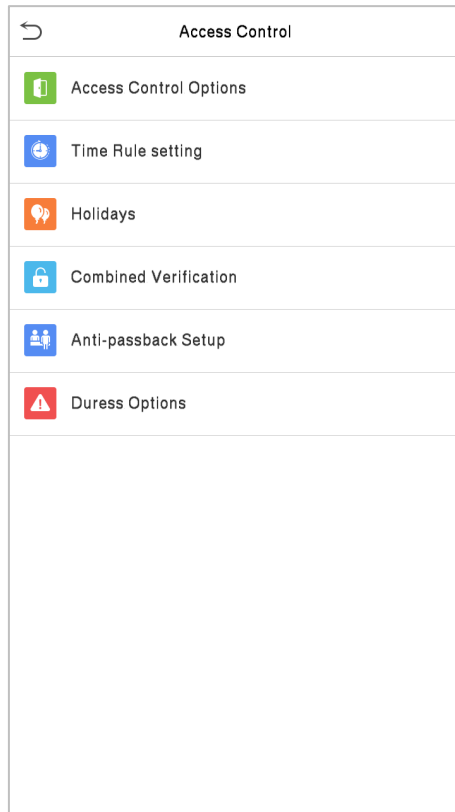 Access Control
Access Control Options
Time Rule setting
Holidays
Combined Verification
Anti-passback Setup
Duress Options